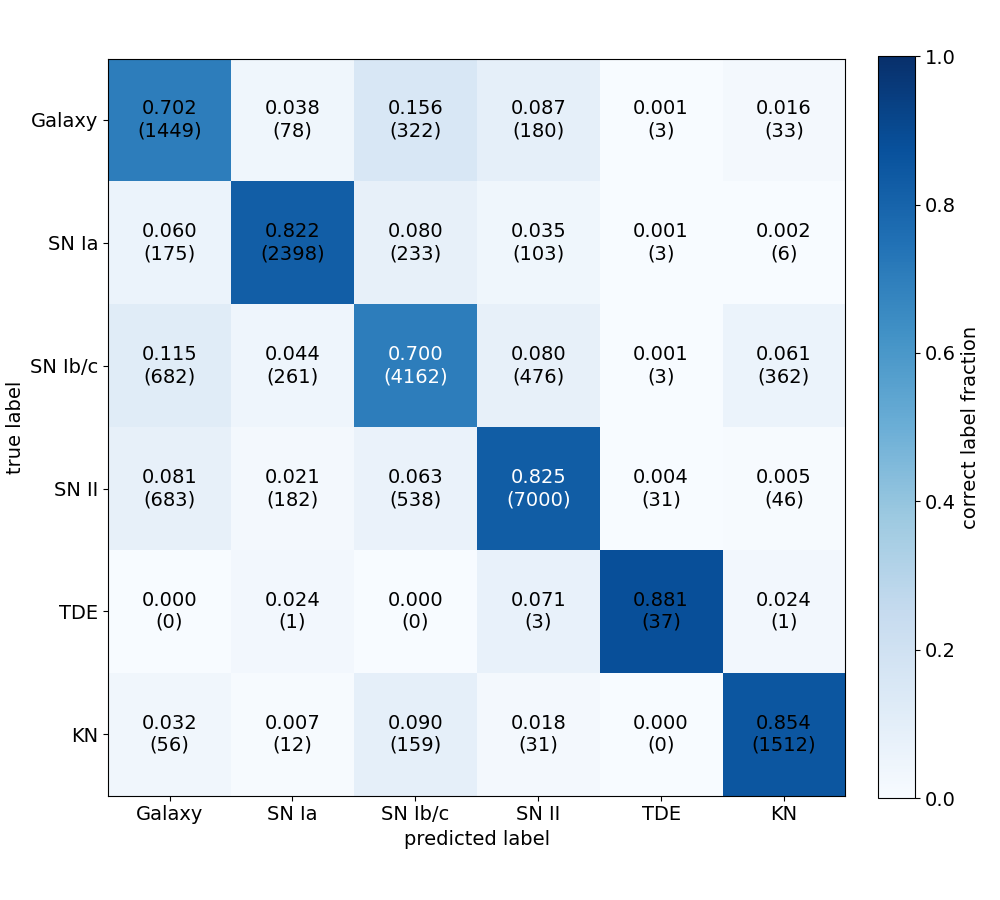 Galaxy 0.702 0.038 0.156 0.087 0.001 0.016
(1449) (78) (322) (180) (3) (33)
SN Ia 0.060 0.822 0.080 0.035 0.001 0.002
(175) (2398) (233) (103) (3) (6)
SN Ib/c 0.115 0.044 0.700 0.080 0.001 0.061
(682) (261) (4162) (476) (3) (362)
SN II 0.081 0.021 0.063 0.825 0.004 0.005
(683) (182) (538) (7000) (31) (46)
TDE 0.000 0.024 0.000 0.071 0.881 0.024
(0) (1) (0) (3) (37) (1)
KN 0.032 0.007 0.090 0.018 0.000 0.854
(56) (12) (159) (31) (0) (1512)
Galaxy SN Ia SN Ib/c SN II TDE KN
predicted label
true label
1.0
0.8
0.6
0.4
0.2
0.0
correct label fraction